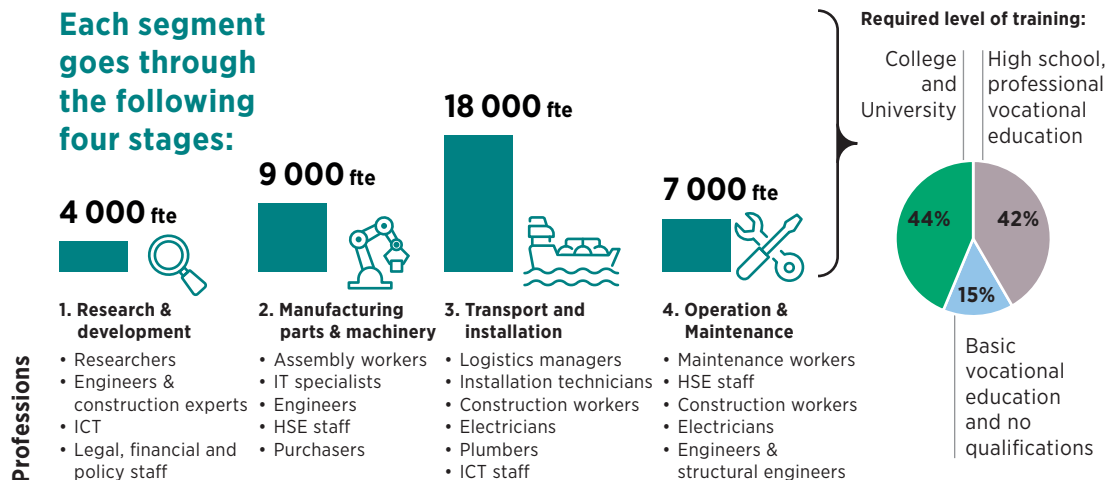 Each segment
goes through
the following
four stages:
4 000 fte
9 000 fte
18 000 fte
7 000 fte
1. Research &
development
• Researchers
• Engineers &
construction experts
• ICT
• Legal, financial and
policy staff
2. Manufacturing
parts & machinery
• Assembly workers
• IT specialists
• Engineers
• HSE staff
• Purchasers
3. Transport and
installation
• Logistics managers
• Installation technicians
• Construction workers
• Electricians
• Plumbers
• ICT staff
4. Operation &
Maintenance
• Maintenance workers
• HSE staff
• Construction workers
• Electricians
• Engineers &
structural engineers
Professions
Required level of training:
College
and
University
High school,
professional
vocational
education
44%
42%
15%
Basic
vocational
education
and no
qualifications